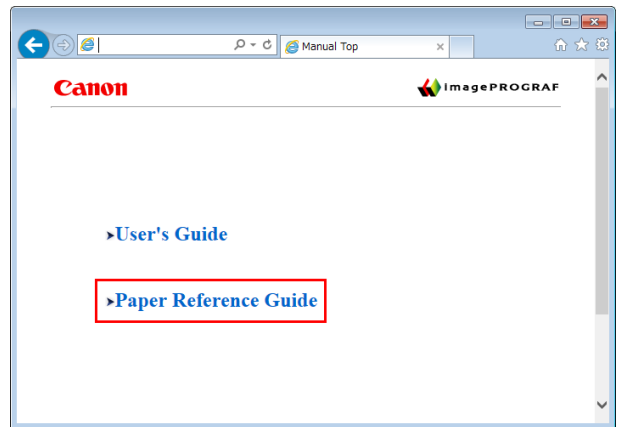 Manual Top
Canon
imagePROGRAF
User's Guide
Paper Reference Guide